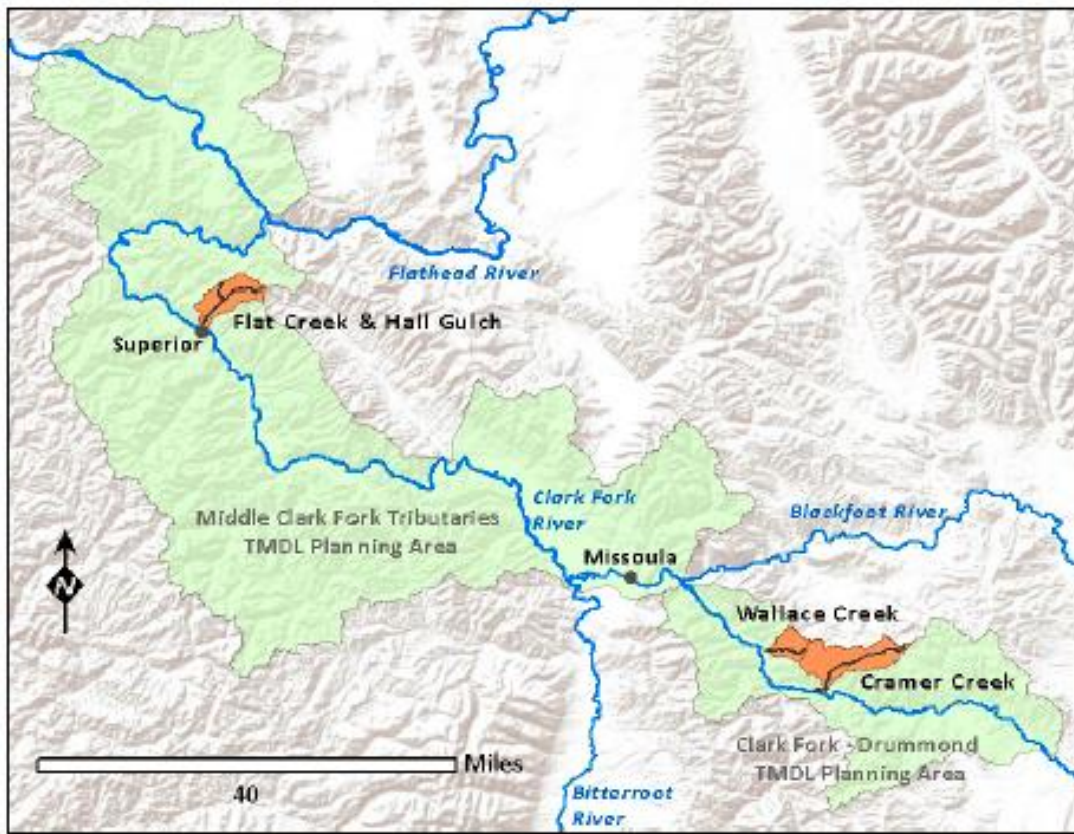 Flathead River
Flat Creek & Hall Gulch
Superior
Clark Fork
River
Middle Clark Fork Tributaries
TMDL Planning Area
Blackfoot River
Missoula
N
Wallace Creek
Cramer Creek
Clark Fork - Drummond
TMDL Planning Area
Miles
40
Bitterroot
River